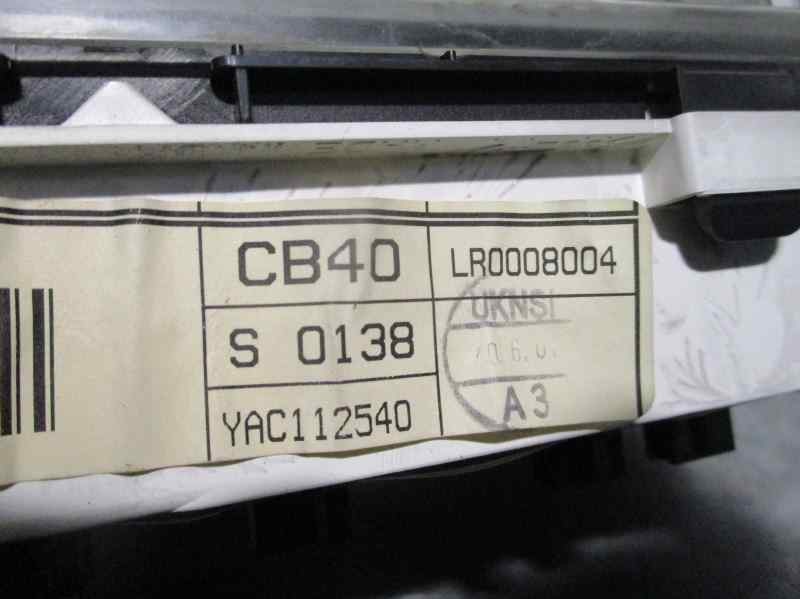 CB40
LR0008004
S 0138
YAC112540
UKNSI
A3